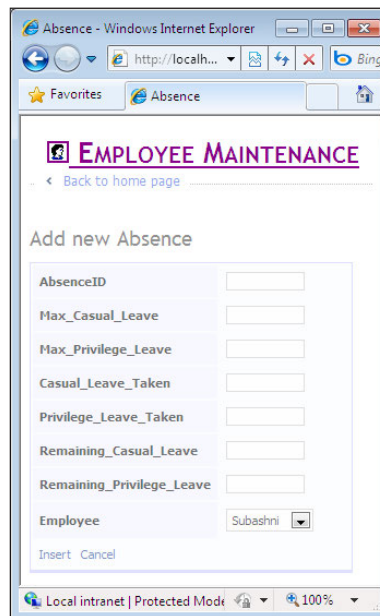 Absence - Windows Internet Explorer
http://localh...
Bing
Favorites
Absence
EMPLOYEE MAINTENANCE
< Back to home page
Add new Absence
AbsenceID
Max_Casual_Leave
Max_Privilege_Leave
Casual_Leave_Taken
Privilege_Leave_Taken
Remaining_Casual_Leave
Remaining_Privilege_Leave
Employee Subashni
Insert Cancel
Local intranet | Protected Mode
100%